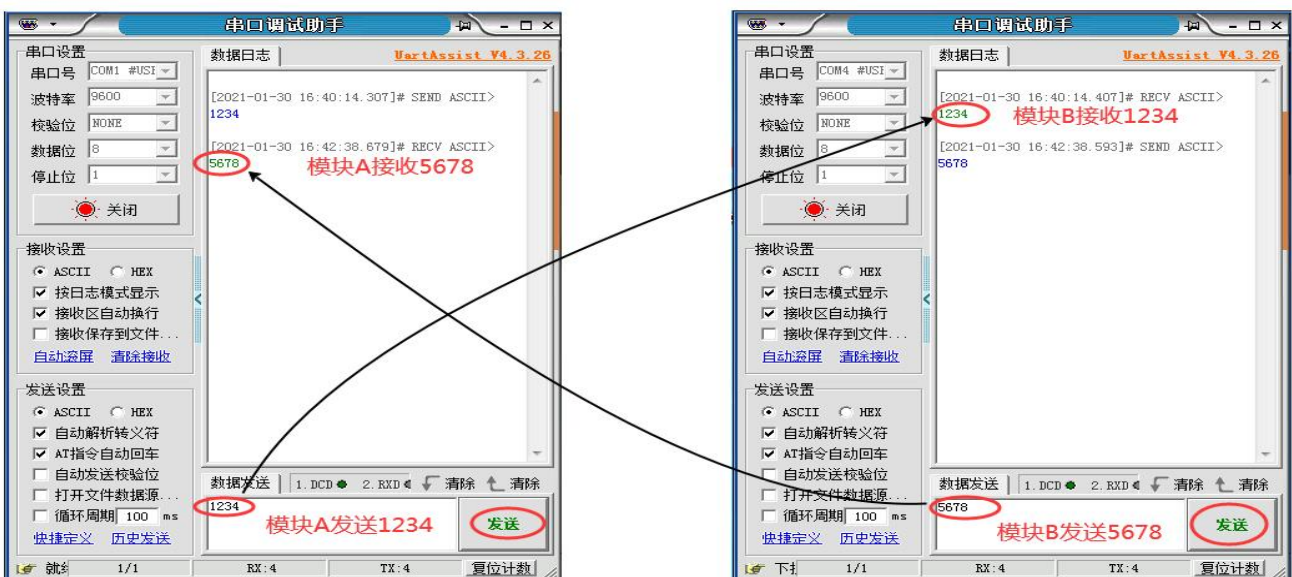 串口调试助手
串口设置
串口号 COM1 #USI
波特率 9600
校验位 NONE
数据位 8
停止位 1
关闭
接收设置
ASCII HEX
按日志模式显示
接收区自动换行
接收保存到文件...
自动滚屏 清除接收
发送设置
ASCII HEX
自动解析转义符
AT指令自动回车
自动发送校验位
打开文件数据源...
循环周期 100 ms
快捷定义 历史发送
数据日志 UartAssist V4.3.26
[2021-01-30 16:40:14.307]# SEND ASCII>
1234
[2021-01-30 16:42:38.679]# RECV ASCII>
5678
模块A接收5678
数据发送 1. DCD 2. RXD 清除 清除
1234
模块A发送1234
发送
1/1 RX:4 TX:4 复位计数
串口调试助手
串口设置
串口号 COM4 #USI
波特率 9600
校验位 NONE
数据位 8
停止位 1
关闭
接收设置
ASCII HEX
按日志模式显示
接收区自动换行
接收保存到文件...
自动滚屏 清除接收
发送设置
ASCII HEX
自动解析转义符
AT指令自动回车
自动发送校验位
打开文件数据源...
循环周期 100 ms
快捷定义 历史发送
数据日志 UartAssist V4.3.26
[2021-01-30 16:40:14.407]# RECV ASCII>
1234
模块B接收1234
[2021-01-30 16:42:38.593]# SEND ASCII>
5678
数据发送 1. DCD 2. RXD 清除 清除
5678
模块B发送5678
发送
1/1 RX:4 TX:4 复位计数